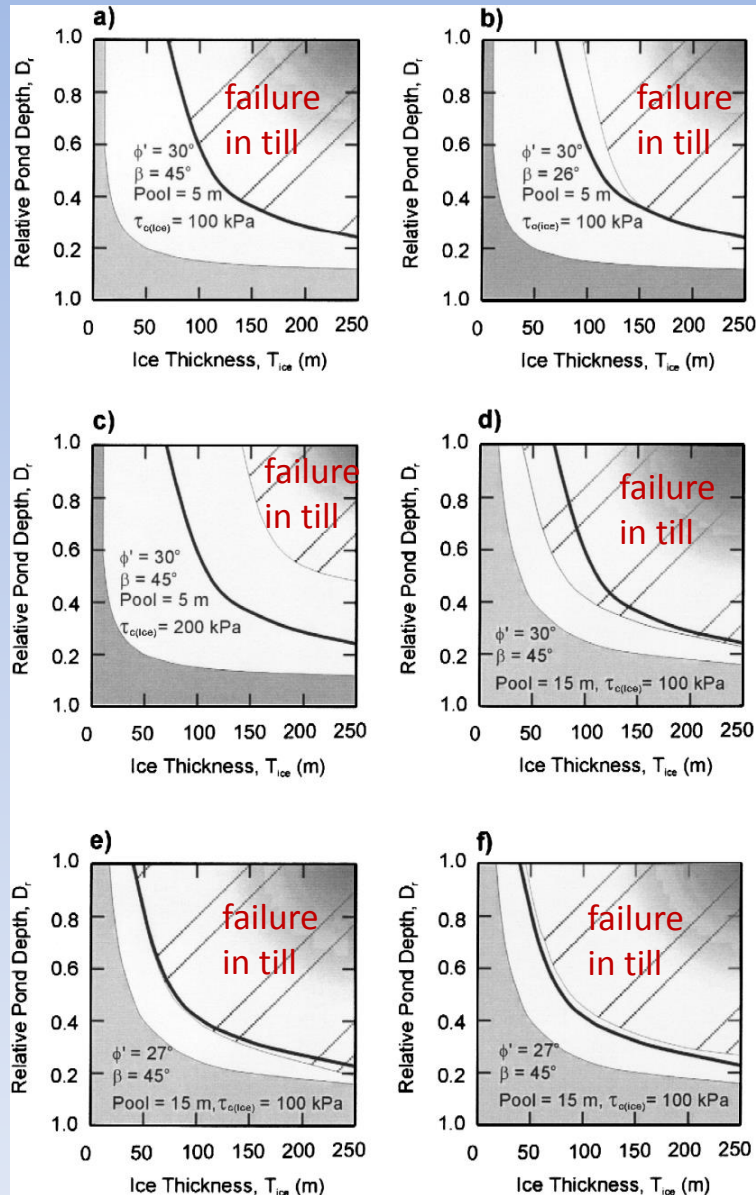 a)
Relative Pond Depth, Dr
1.0
0.8
0.6
0.4
0.2
1.0
failure
in till
ϕ' = 30°
β = 45°
Pool = 5 m
τc(ice)= 100 kPa
0 50 100 150 200 250
Ice Thickness, Tice (m)
b)
Relative Pond Depth, Dr
1.0
0.8
0.6
0.4
0.2
1.0
failure
in till
ϕ' = 30°
β = 26°
Pool = 5 m
τc(ice)= 100 kPa
0 50 100 150 200 250
Ice Thickness, Tice (m)
c)
Relative Pond Depth, Dr
1.0
0.8
0.6
0.4
0.2
1.0
failure
in till
ϕ' = 30°
β = 45°
Pool = 5 m
τc(ice)= 200 kPa
0 50 100 150 200 250
Ice Thickness, Tice (m)
d)
Relative Pond Depth, Dr
1.0
0.8
0.6
0.4
0.2
1.0
failure
in till
ϕ' = 30°
β = 45°
Pool = 15 m, τc(ice)= 100 kPa
0 50 100 150 200 250
Ice Thickness, Tice (m)
e)
Relative Pond Depth, Dr
1.0
0.8
0.6
0.4
0.2
1.0
failure
in till
ϕ' = 27°
β = 45°
Pool = 15 m, τc(ice)= 100 kPa
0 50 100 150 200 250
Ice Thickness, Tice (m)
f)
Relative Pond Depth, Dr
1.0
0.8
0.6
0.4
0.2
1.0
failure
in till
ϕ' = 27°
β = 45°
Pool = 15 m, τc(ice)= 100 kPa
0 50 100 150 200 250
Ice Thickness, Tice (m)